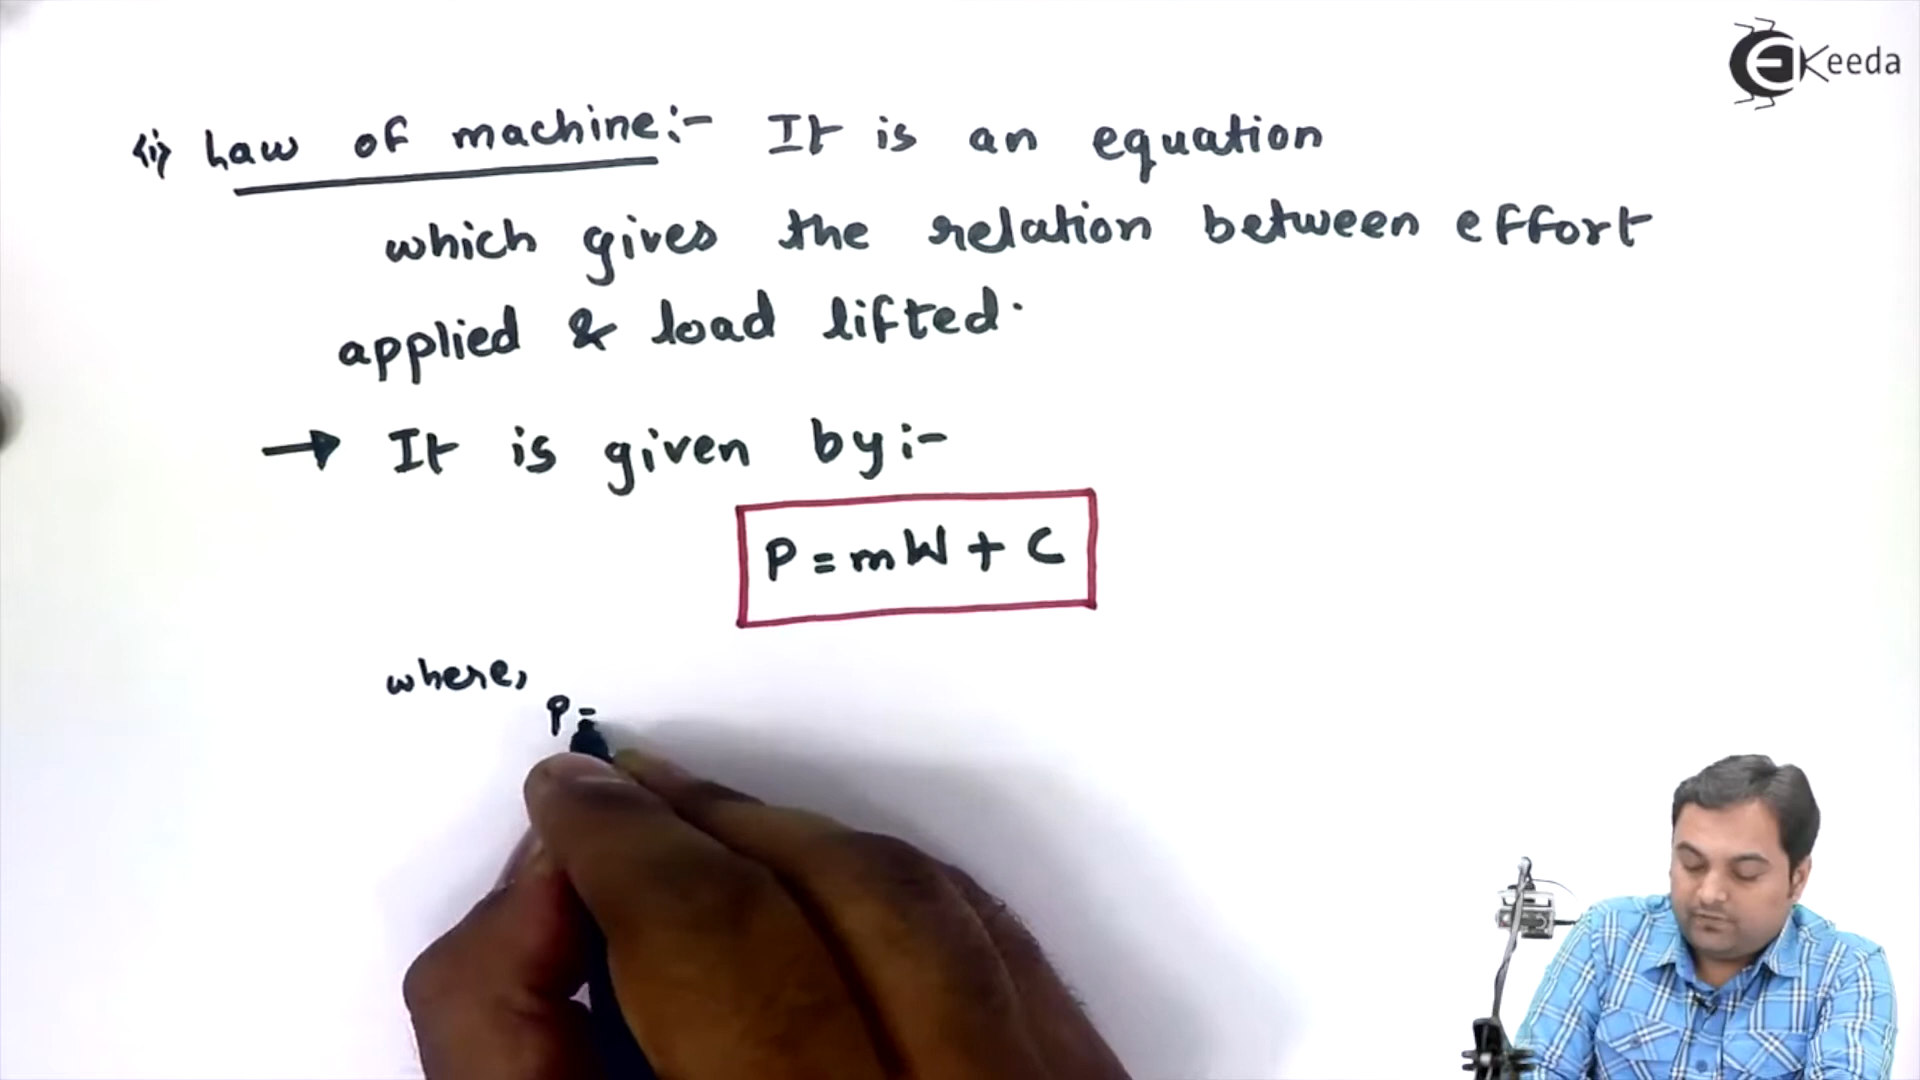 EKeeda
(i) Law of machine:- It is an equation
which gives the relation between effort
applied & load lifted.
→ It is given by:-
P = mW + C
where,
P =